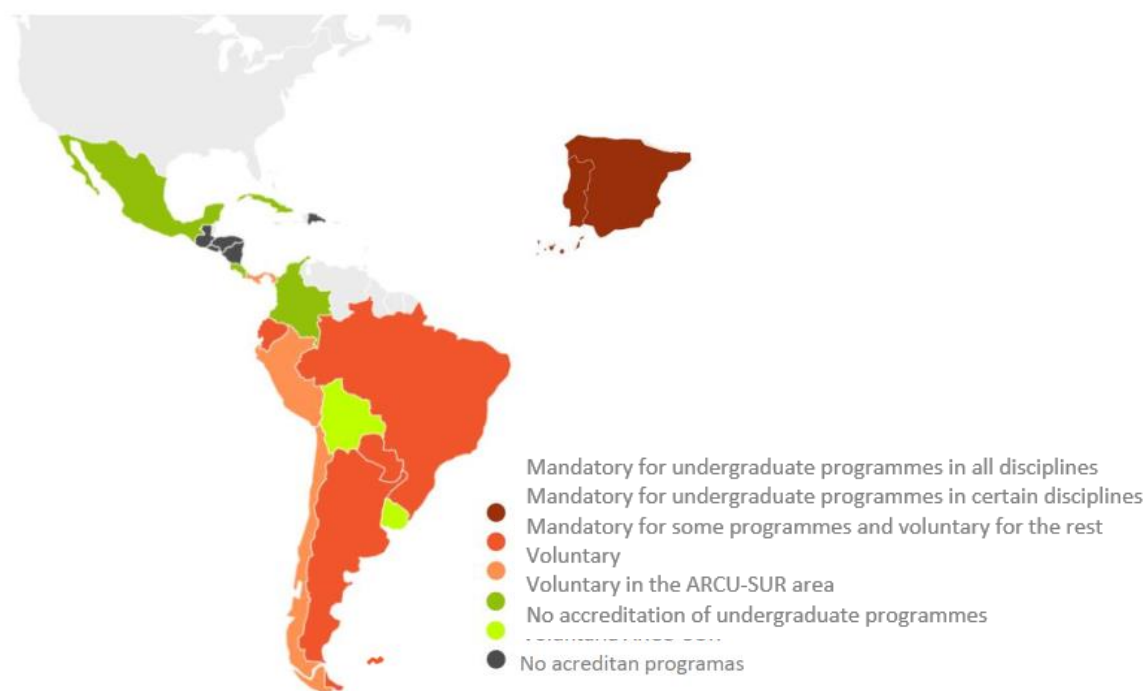 Mandatory for undergraduate programmes in all disciplines
Mandatory for undergraduate programmes in certain disciplines
Mandatory for some programmes and voluntary for the rest
Voluntary
Voluntary in the ARCU-SUR area
No accreditation of undergraduate programmes
No acreditan programas